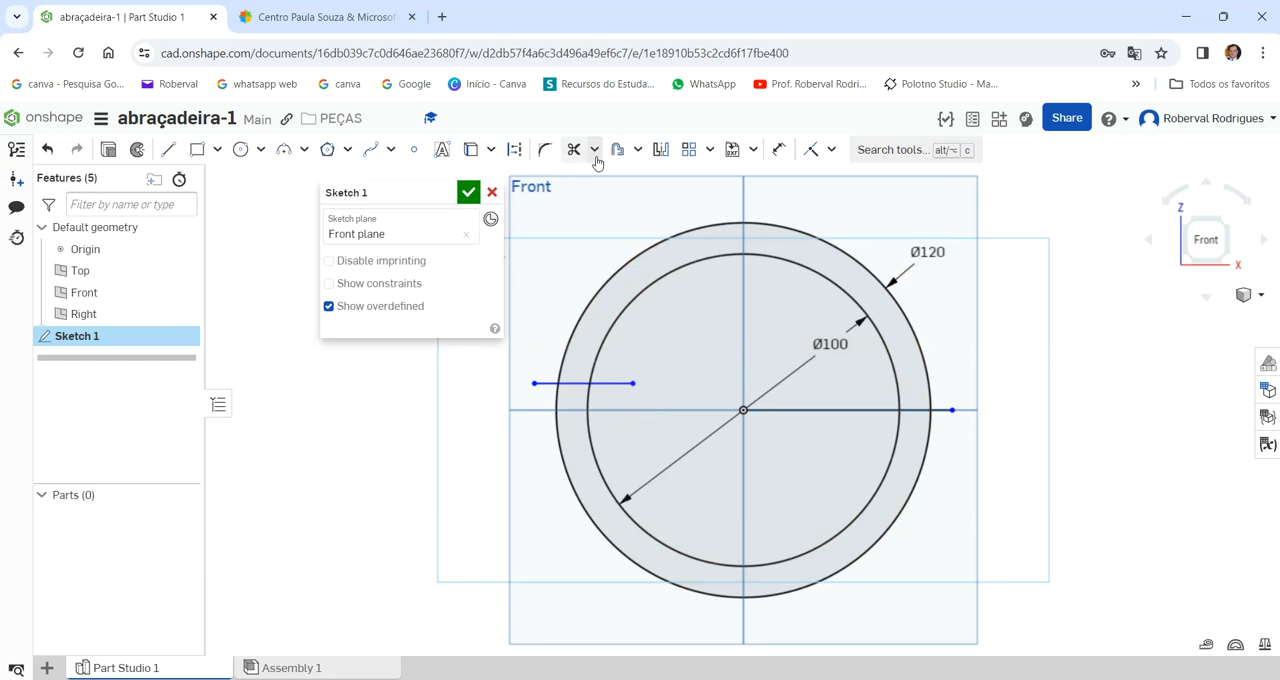 abraçadeira-1 | Part Studio 1
Centro Paula Souza & Microsof
cad.onshape.com/documents/16db039c7c0d646ae23680f7/w/d2db57f4a6c3d496a49ef6c7/e/1e18910b53c2cd6f17fbe400
canva - Pesquisa Go...
Roberval
whatsapp web
canva
Google
Início - Canva
Recursos do Estuda...
WhatsApp
Prof. Roberval Rodri...
Polotno Studio - Ma...
»
Todos os favoritos
onshape
abraçadeira-1
Main
PEÇAS
Share
Roberval Rodrigues
Search tools...
alt/⌥
c
Features (5)
Filter by name or type
Default geometry
Origin
Top
Front
Right
Sketch 1
Parts (0)
Sketch 1
Sketch plane
Front plane
Disable imprinting
Show constraints
Show overdefined
Front
Ø120
Ø100
Z
Front
X
Part Studio 1
Assembly 1